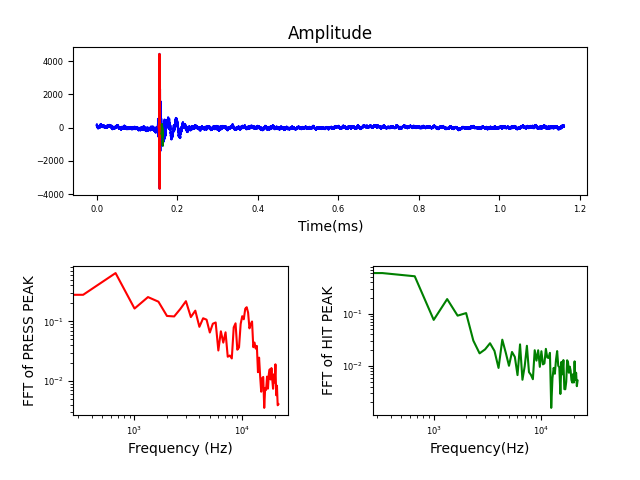 Amplitude
4000
2000
0
−2000
−4000
0.0 0.2 0.4 0.6 0.8 1.0 1.2
Time(ms)
FFT of PRESS PEAK
10⁻¹
10⁻²
10³ 10⁴
Frequency (Hz)
FFT of HIT PEAK
10⁻¹
10⁻²
10³ 10⁴
Frequency(Hz)